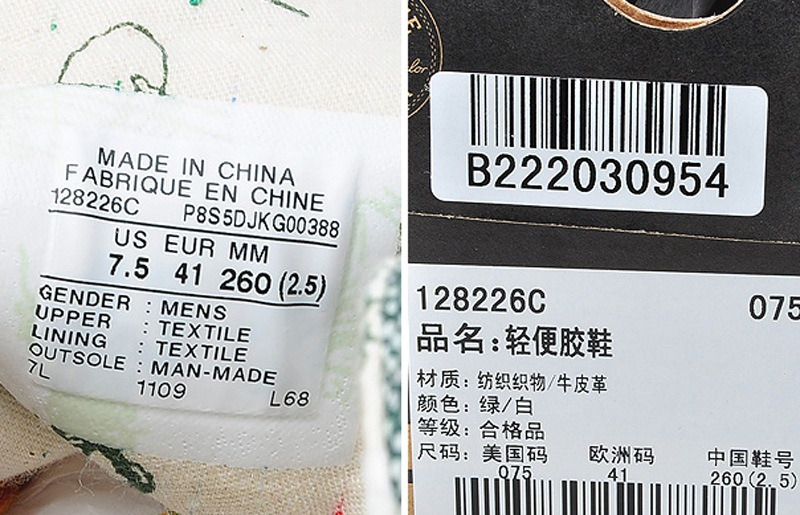 MADE IN CHINA
FABRIQUE EN CHINE
128226C P8S5DJKG00388
US EUR MM
7.5 41 260 (2.5)
GENDER : MENS
UPPER : TEXTILE
LINING : TEXTILE
OUTSOLE : MAN-MADE
7L 1109 L68
B222030954
128226C 075
品名:轻便胶鞋
材质: 纺织织物/牛皮革
颜色: 绿/白
等级: 合格品
尺码: 美国码 欧洲码 中国鞋号
075 41 260(2.5)